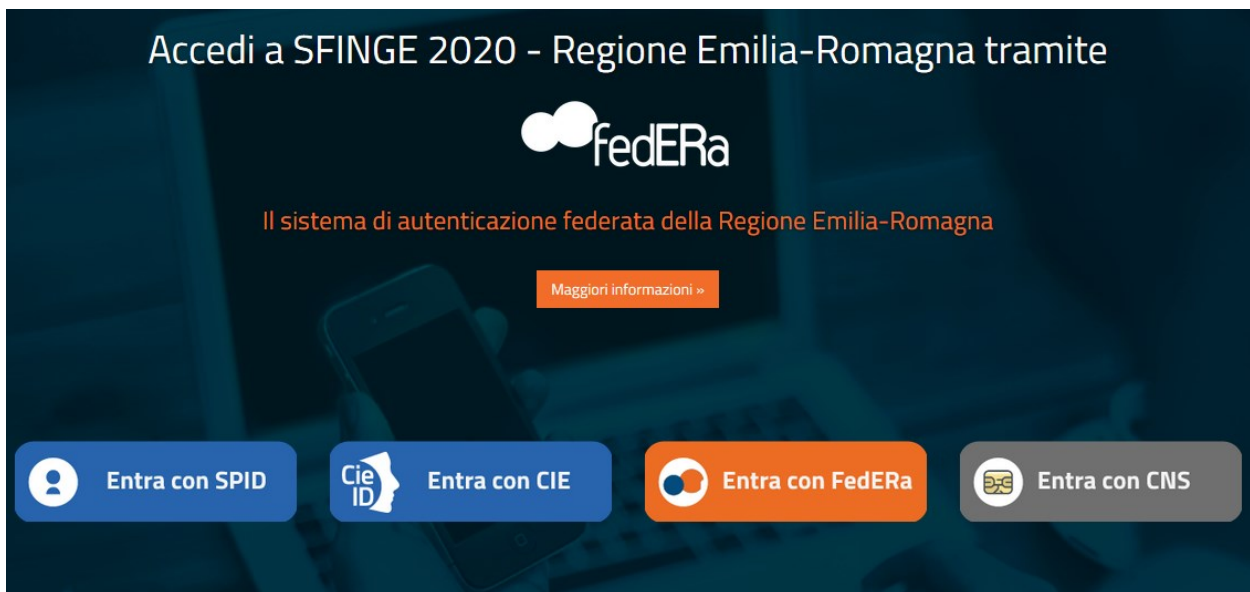 Accedi a SFINGE 2020 - Regione Emilia-Romagna tramite
fedERa
Il sistema di autenticazione federata della Regione Emilia-Romagna
Maggiori informazioni »
Entra con SPID
Cie ID
Entra con CIE
Entra con FedERa
Entra con CNS